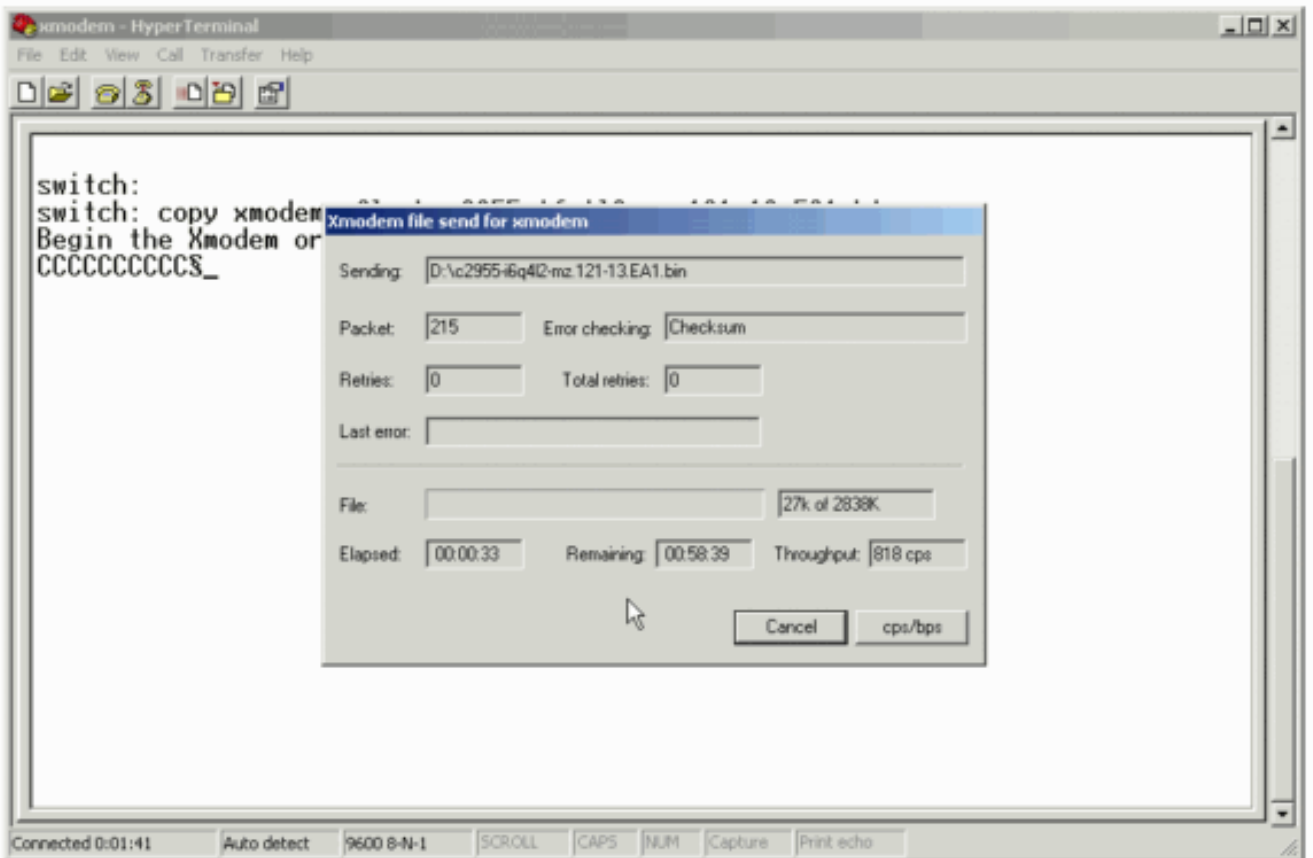 xmodem - HyperTerminal
File Edit View Call Transfer Help
switch:
switch: copy xmodem
Begin the Xmodem or
CCCCCCCCCC
Xmodem file send for xmodem
Sending: D:\c2955-i6q4l2-mz.121-13.EA1.bin
Packet: 215 Error checking: Checksum
Retries: 0 Total retries: 0
Last error:
File: 27k of 2838K
Elapsed: 00:00:33 Remaining: 00:58:39 Throughput: 818 cps
Cancel cps/bps
Connected 0:01:41 Auto detect 9600 8-N-1 SCROLL CAPS NUM Capture Print echo